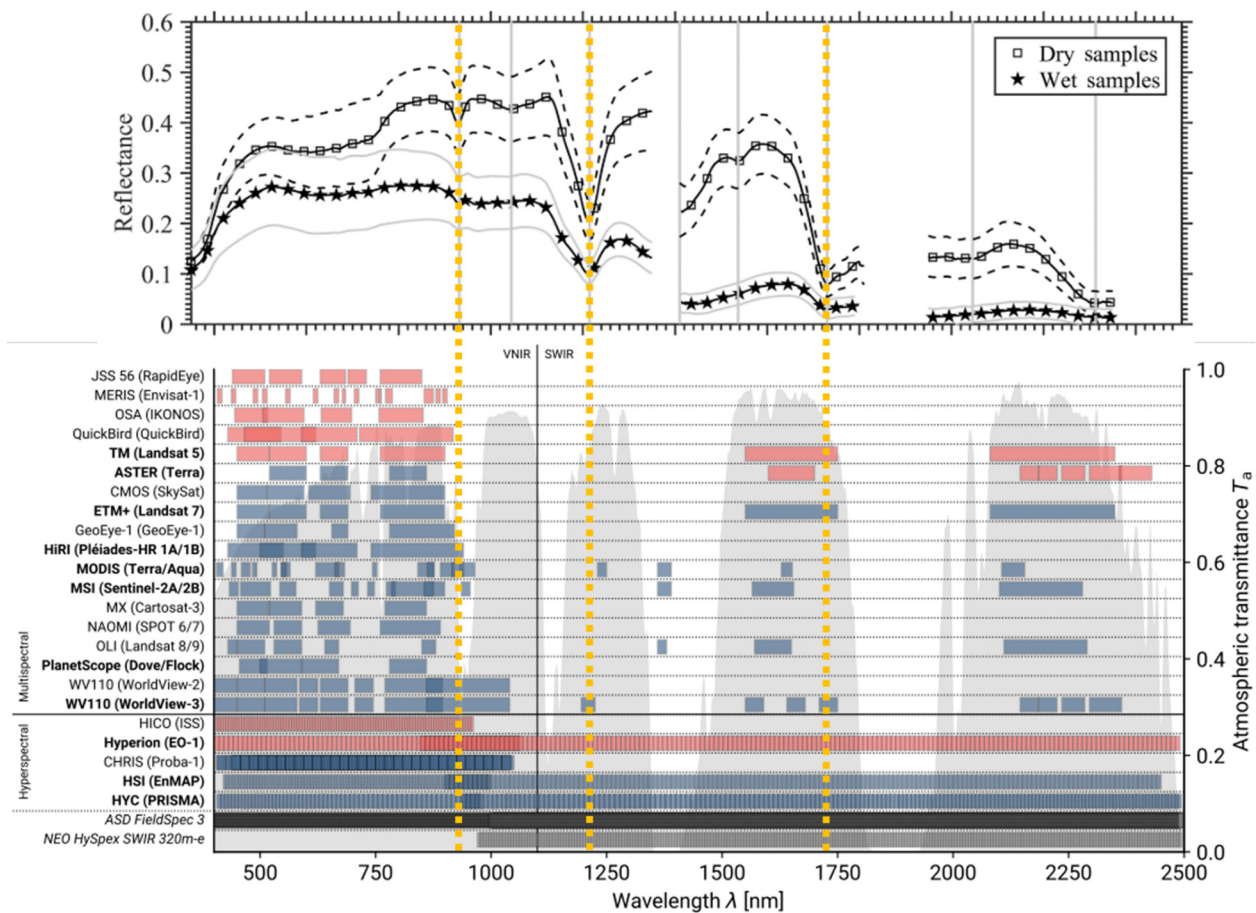 0.6
0.5
0.4
0.3
0.2
0.1
0
Reflectance
Dry samples
Wet samples
VNIR SWIR
JSS 56 (RapidEye)
MERIS (Envisat-1)
OSA (IKONOS)
QuickBird (QuickBird)
TM (Landsat 5)
ASTER (Terra)
CMOS (SkySat)
ETM+ (Landsat 7)
GeoEye-1 (GeoEye-1)
HiRI (Pléiades-HR 1A/1B)
MODIS (Terra/Aqua)
MSI (Sentinel-2A/2B)
MX (Cartosat-3)
NAOMI (SPOT 6/7)
OLI (Landsat 8/9)
PlanetScope (Dove/Flock)
WV110 (WorldView-2)
WV110 (WorldView-3)
HICO (ISS)
Hyperion (EO-1)
CHRIS (Proba-1)
HSI (EnMAP)
HYC (PRISMA)
ASD FieldSpec 3
NEO HySpex SWIR 320m-e
Multispectral
Hyperspectral
1.0
0.8
0.6
0.4
0.2
0.0
Atmospheric transmittance Ta
500 750 1000 1250 1500 1750 2000 2250 2500
Wavelength λ [nm]